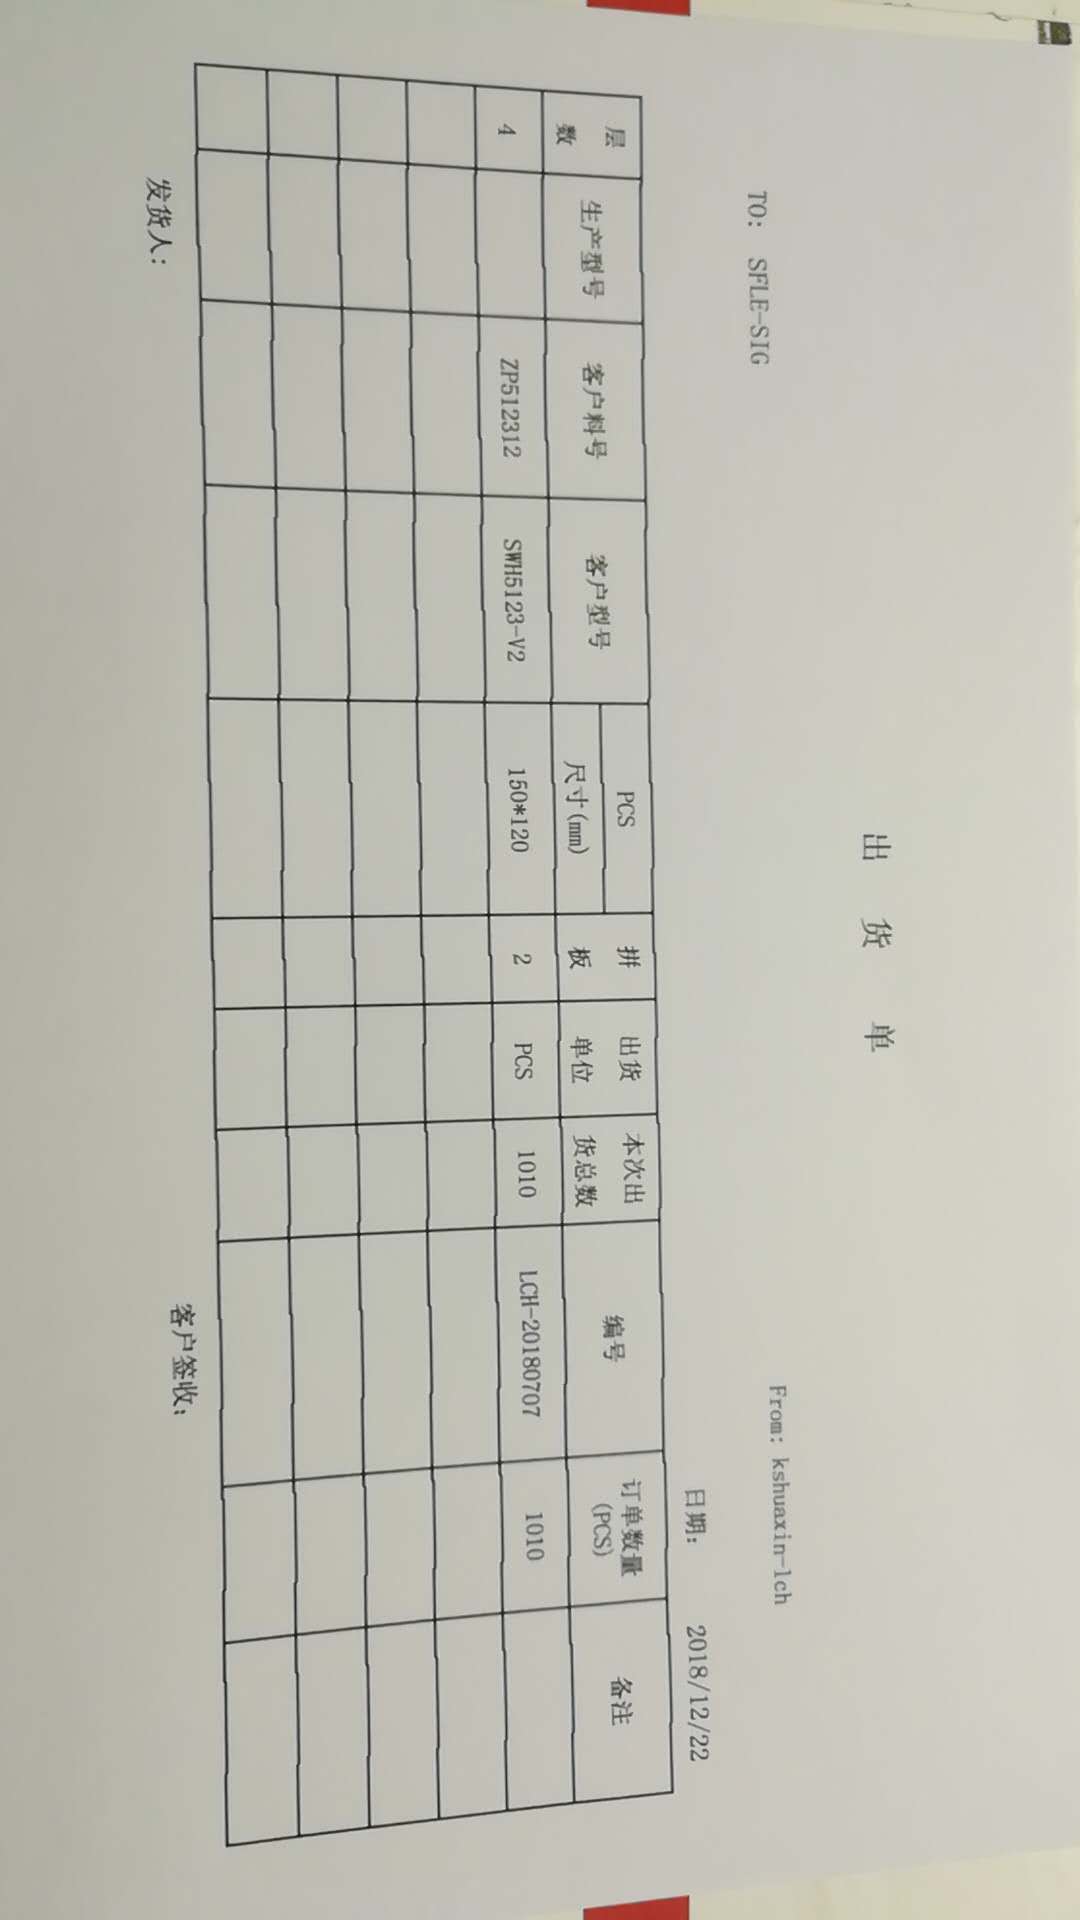 出 货 单
TO: SFLE-SIG From: kshuaxin-lch
日期: 2018/12/22
层数 生产型号 客户料号 客户型号 PCS 尺寸(mm) 拼板 出货单位 本次出货总数 编号 订单数量(PCS) 备注
4 ZP512312 SWH5123-V2 150*120 2 PCS 1010 LCH-20180707 1010
发货人: 客户签收: